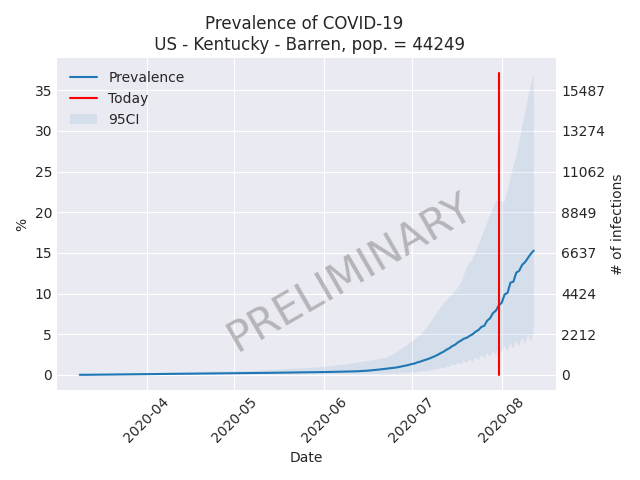 Prevalence of COVID-19
US - Kentucky - Barren, pop. = 44249
Prevalence
Today
95CI
35
30
25
20
15
10
5
0
%
15487
13274
11062
8849
6637
4424
2212
0
# of infections
PRELIMINARY
2020-04
2020-05
2020-06
2020-07
2020-08
Date